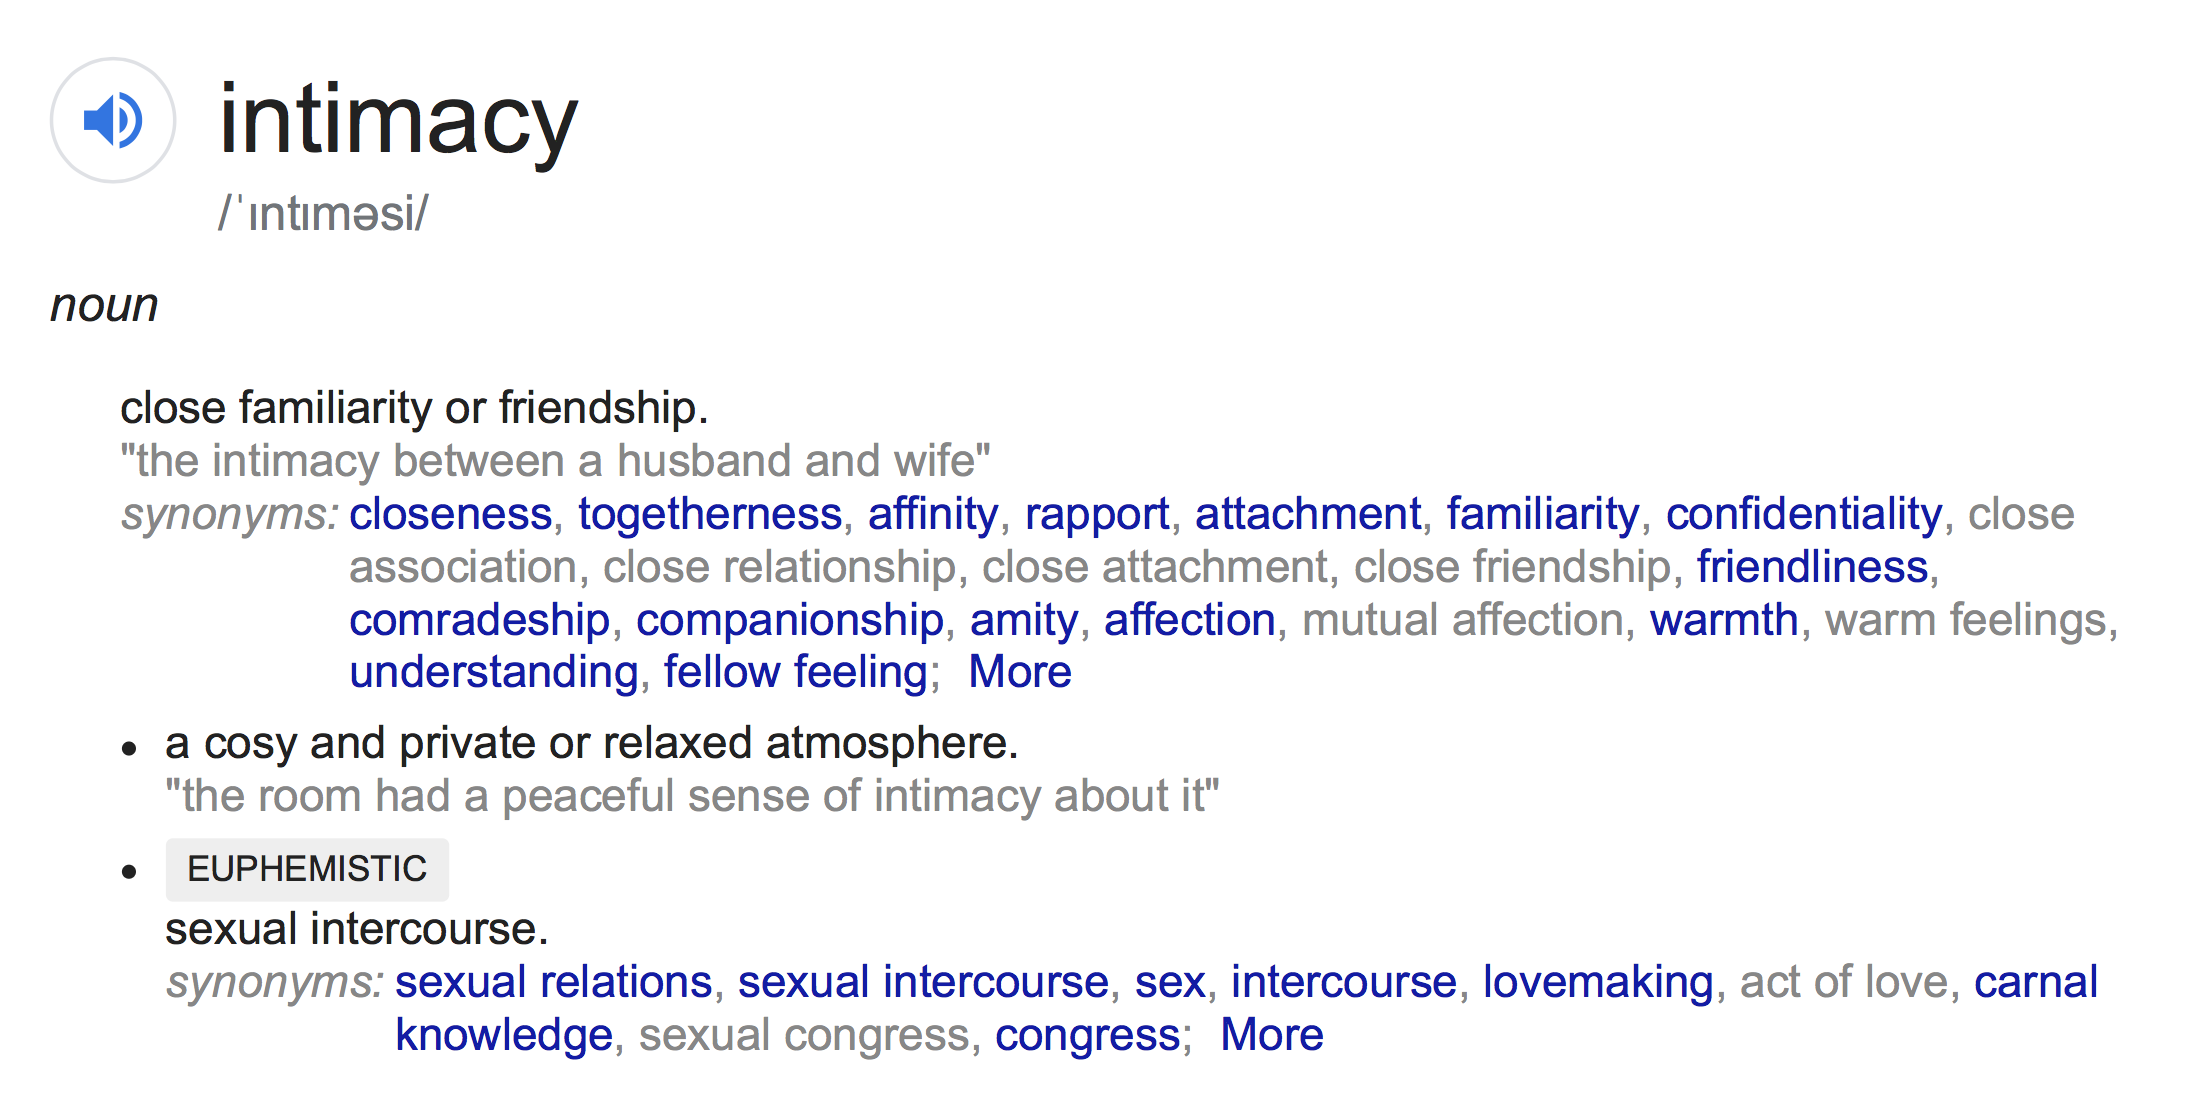 intimacy
/ˈɪntɪməsi/
noun
close familiarity or friendship.
"the intimacy between a husband and wife"
synonyms: closeness, togetherness, affinity, rapport, attachment, familiarity, confidentiality, close
association, close relationship, close attachment, close friendship, friendliness,
comradeship, companionship, amity, affection, mutual affection, warmth, warm feelings,
understanding, fellow feeling; More
• a cosy and private or relaxed atmosphere.
"the room had a peaceful sense of intimacy about it"
• EUPHEMISTIC
sexual intercourse.
synonyms: sexual relations, sexual intercourse, sex, intercourse, lovemaking, act of love, carnal
knowledge, sexual congress, congress; More